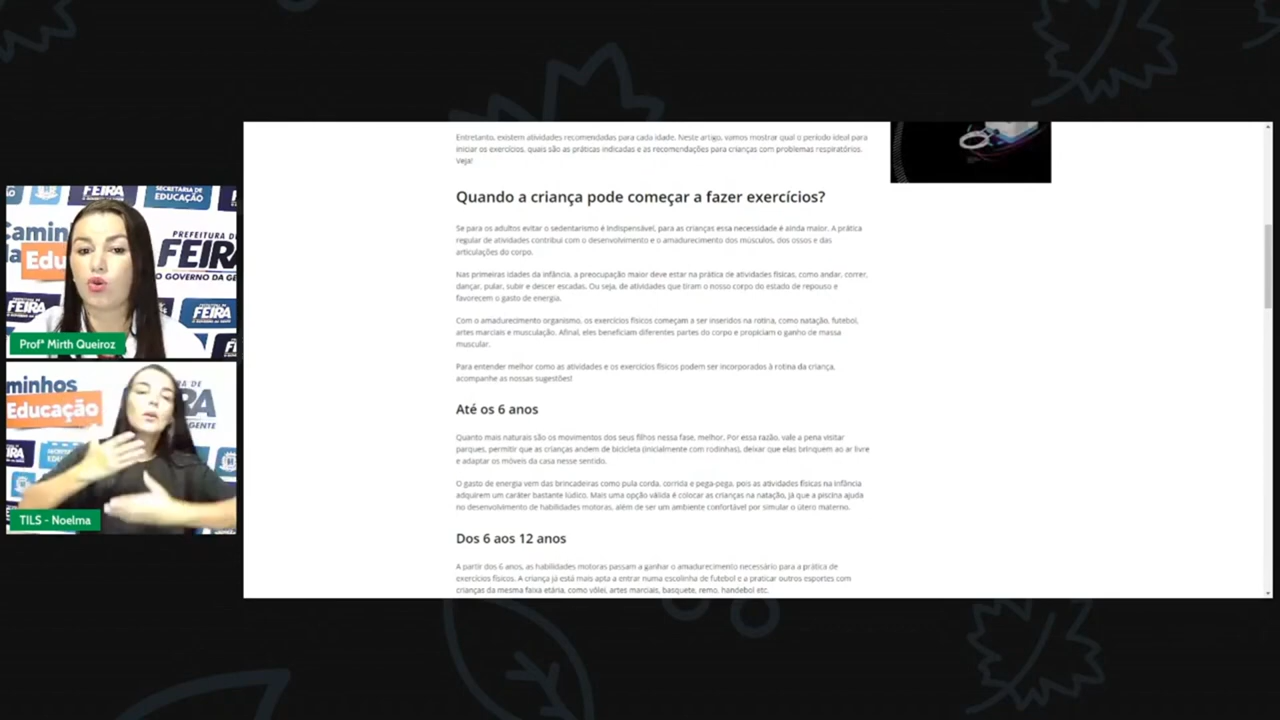 Entretanto, existem atividades recomendadas para cada idade. Neste artigo, vamos mostrar qual o período ideal para
iniciar os exercícios, quais são as práticas indicadas e as recomendações para crianças com problemas respiratórios.
Veja!
Quando a criança pode começar a fazer exercícios?
Se para os adultos evitar o sedentarismo é indispensável, para as crianças essa necessidade é ainda maior. A prática
regular de atividades contribui com o desenvolvimento e o amadurecimento dos músculos, dos ossos e das
articulações do corpo.
Nas primeiras idades da infância, a preocupação maior deve estar na prática de atividades físicas, como andar, correr,
dançar, pular, subir e descer escadas. Ou seja, de atividades que tiram o nosso corpo do estado de repouso e
favorecem o gasto de energia.
Com o amadurecimento organismo, os exercícios físicos começam a ser inseridos na rotina, como natação, futebol,
artes marciais e musculação. Afinal, eles beneficiam diferentes partes do corpo e propiciam o ganho de massa
muscular.
Para entender melhor como as atividades e os exercícios físicos podem ser incorporados à rotina da criança,
acompanhe as nossas sugestões!
Até os 6 anos
Quanto mais naturais são os movimentos dos seus filhos nessa fase, melhor. Por essa razão, vale a pena visitar
parques, permitir que as crianças andem de bicicleta (inicialmente com rodinhas), deixar que elas brinquem ao ar livre
e adaptar os móveis da casa nesse sentido.
O gasto de energia vem das brincadeiras como pula corda, corrida e pega-pega, pois as atividades físicas na infância
adquirem um caráter bastante lúdico. Mais uma opção válida é colocar as crianças na natação, já que a piscina ajuda
no desenvolvimento de habilidades motoras, além de ser um ambiente confortável por simular o útero materno.
Dos 6 aos 12 anos
A partir dos 6 anos, as habilidades motoras passam a ganhar o amadurecimento necessário para a prática de
exercícios físicos. A criança já está mais apta a entrar numa escolinha de futebol e a praticar outros esportes com
crianças da mesma faixa etária, como vôlei, artes marciais, basquete, remo, handebol etc.
FEIRA
SECRETARIA DE
EDUCAÇÃO
Camin
da Edu
PREFEITURA D
FEIRA
O GOVERNO DA GE
FEIRA
FEIRA
Profª Mirth Queiroz
minhos
Educação
RA DE
RA
GENTE
TILS - Noelma